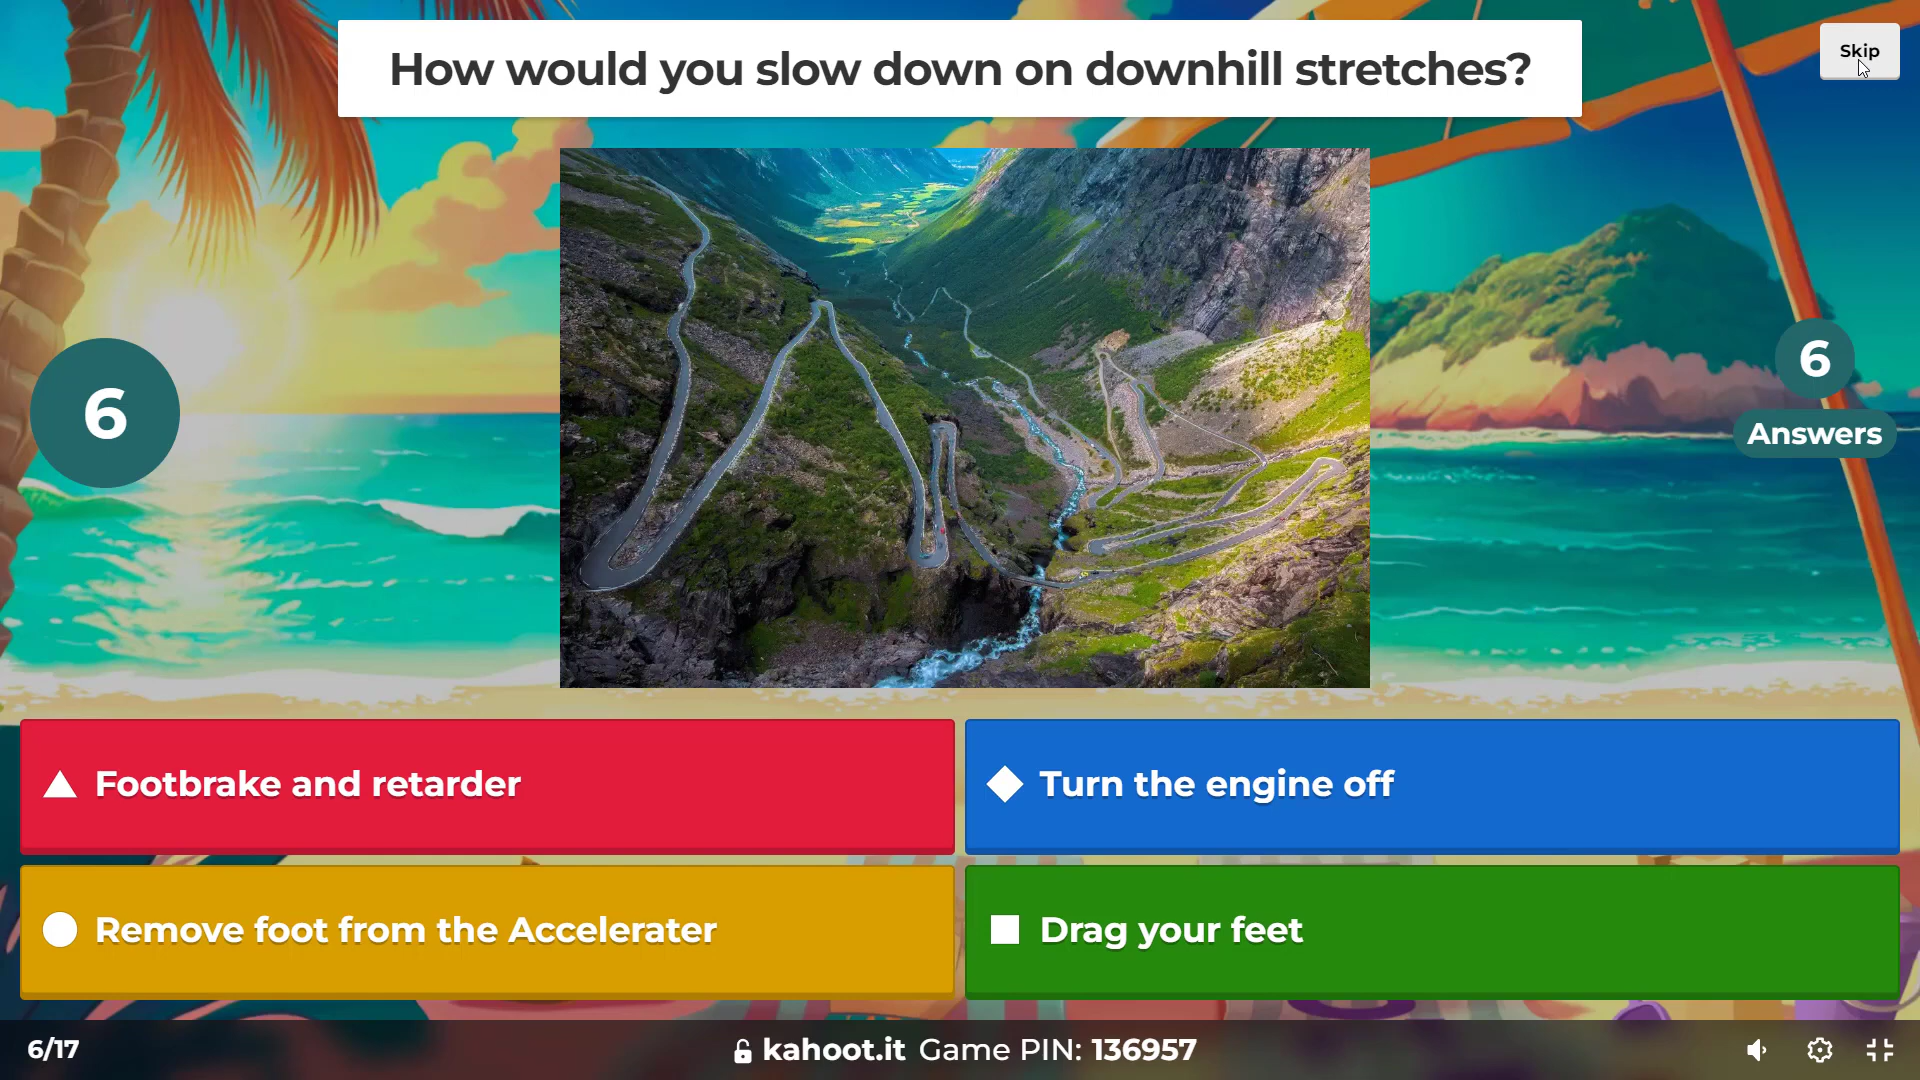 How would you slow down on downhill stretches?
Skip
6
6
Answers
Footbrake and retarder
Turn the engine off
Remove foot from the Accelerater
Drag your feet
6/17
kahoot.it Game PIN: 136957